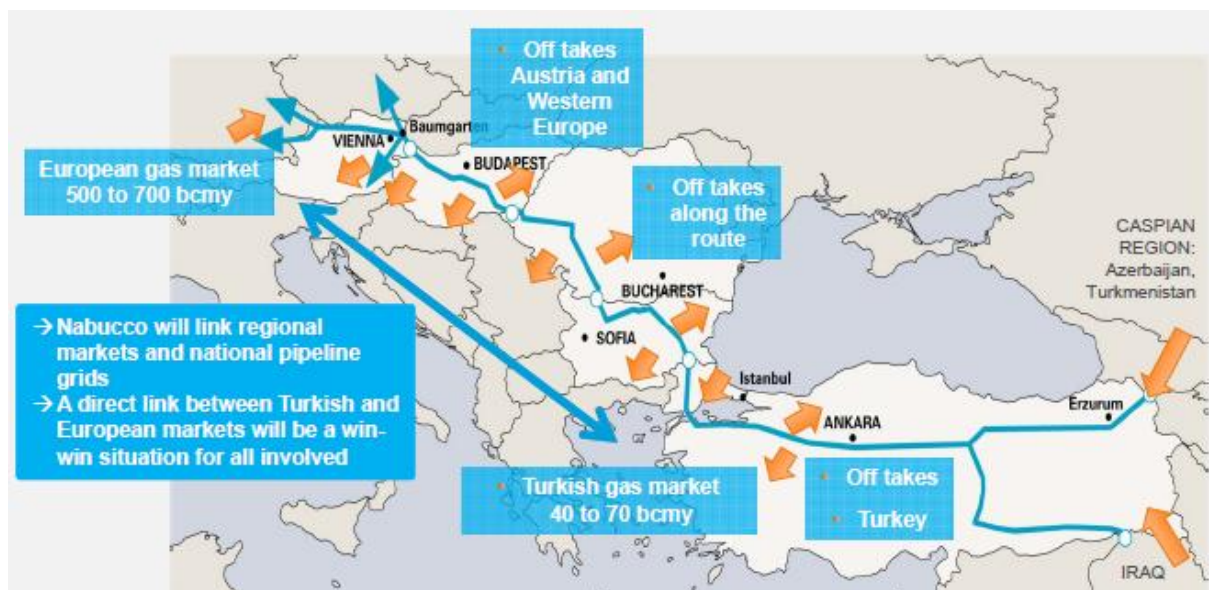 Off takes
Austria and
Western
Europe
Baumgarten
VIENNA
BUDAPEST
European gas market
500 to 700 bcmy
Off takes
along the
route
CASPIAN
REGION:
Azerbaijan,
Turkmenistan
BUCHAREST
SOFIA
→ Nabucco will link regional
markets and national pipeline
grids
→ A direct link between Turkish and
European markets will be a win-
win situation for all involved
Istanbul
Erzurum
ANKARA
Turkish gas market
40 to 70 bcmy
Off takes
Turkey
IRAQ